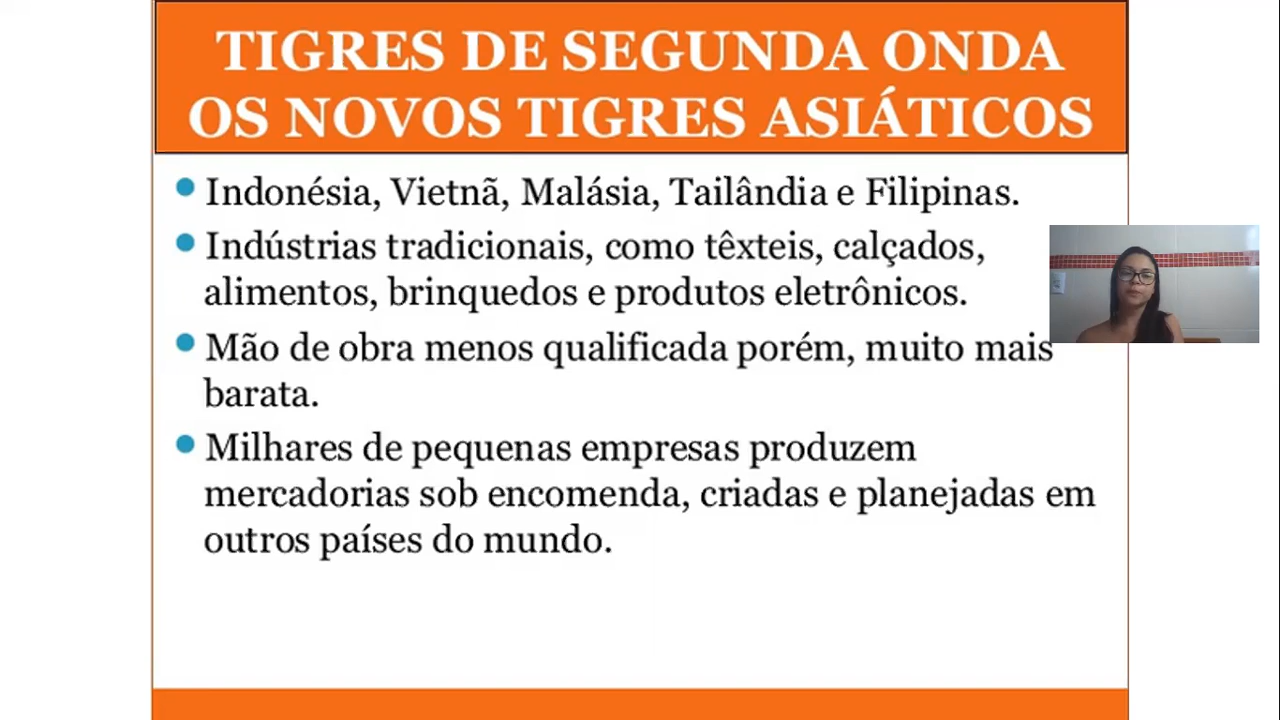 TIGRES DE SEGUNDA ONDA
OS NOVOS TIGRES ASIÁTICOS
Indonésia, Vietnã, Malásia, Tailândia e Filipinas.
Indústrias tradicionais, como têxteis, calçados,
alimentos, brinquedos e produtos eletrônicos.
Mão de obra menos qualificada porém, muito mais
barata.
Milhares de pequenas empresas produzem
mercadorias sob encomenda, criadas e planejadas em
outros países do mundo.